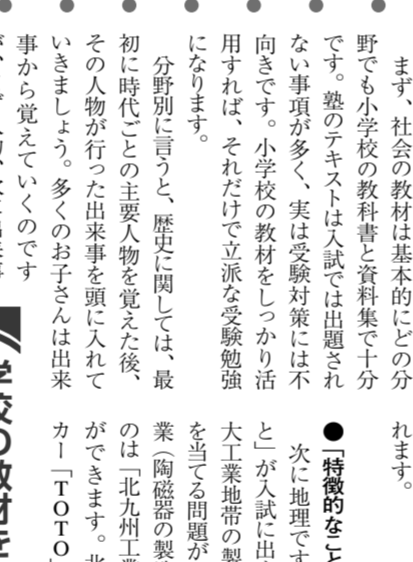 まず、社会の教材は基本的にどの分
野でも小学校の教科書と資料集で十分
です。塾のテキストは入試では出題され
ない事項が多く、実は受験対策には不
向きです。小学校の教材をしっかり活
用すれば、それだけで立派な受験勉強
になります。
分野別に言うと、歴史に関しては、最
初に時代ごとの主要人物を覚えた後、
その人物が行った出来事を頭に入れて
いきましょう。多くのお子さんは出来
事から覚えていくのです
れます。
●「特徴的なこと
次に地理です
と」が入試に出
大工業地帯の製
を当てる問題が
業（陶磁器の製
のは「北九州工業
ができます。北
カー「TOTO
学校の教材を